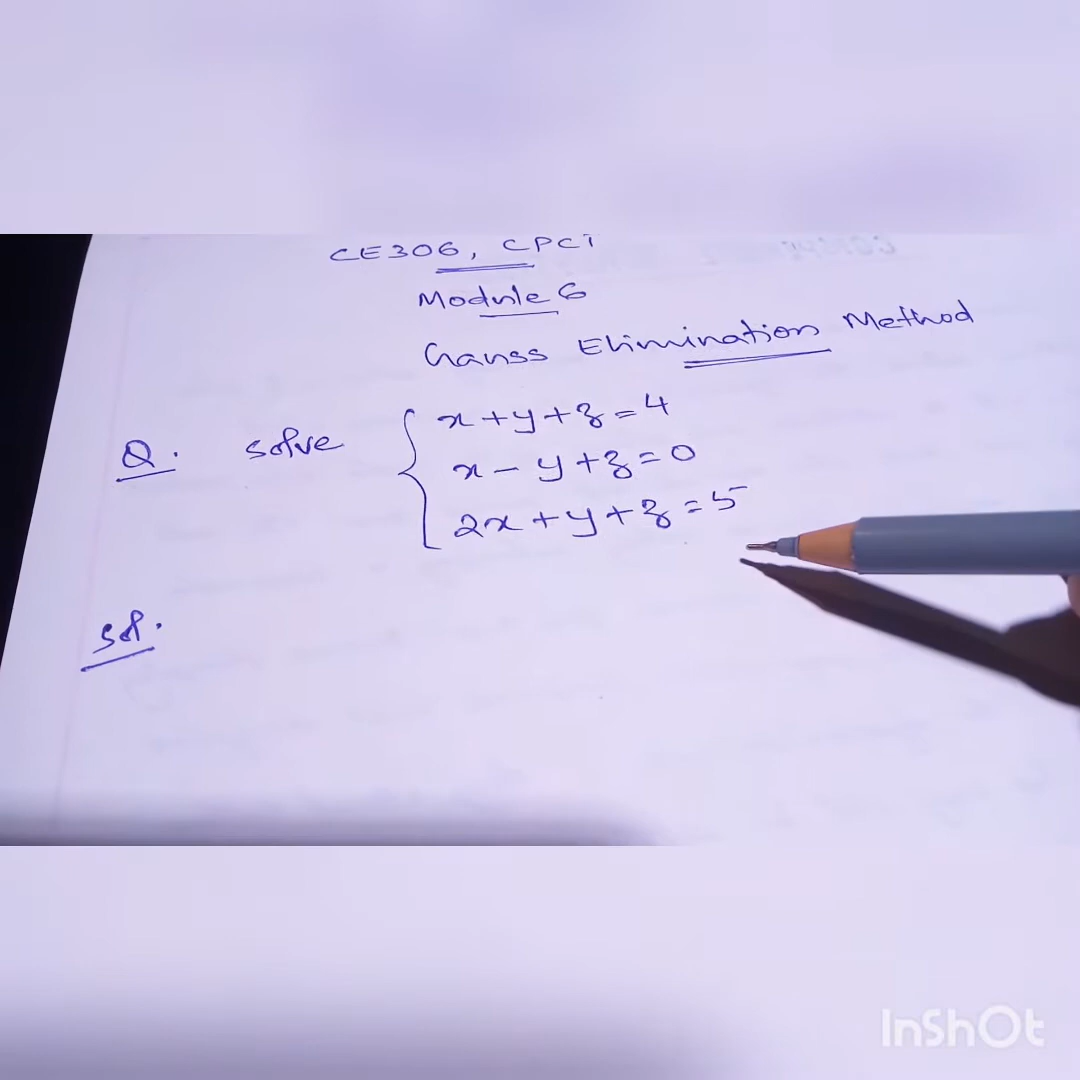 CE306, CPCI
Module 6
Gauss Elimination Method
Q. solve
x+y+z=4
x-y+z=0
2x+y+z=5
Sol.
InShOt